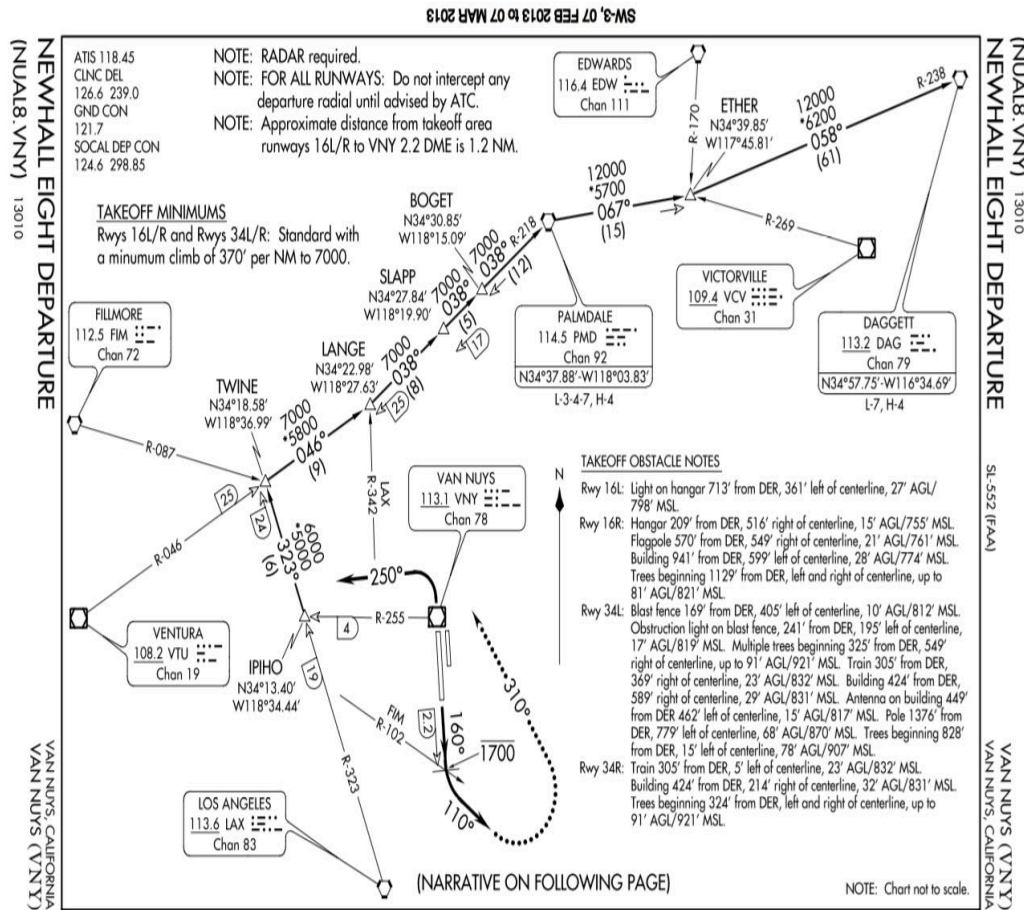 SW-3, 07 FEB 2013 to 07 MAR 2013
(NUAL8.VNY) 13010
NEWHALL EIGHT DEPARTURE
(NUAL8.VNY) 13010
NEWHALL EIGHT DEPARTURE
SL-552 (FAA)
VAN NUYS (VNY)
VAN NUYS, CALIFORNIA
VAN NUYS, CALIFORNIA
VAN NUYS (VNY)
ATIS 118.45
CLNC DEL
126.6 239.0
GND CON
121.7
SOCAL DEP CON
124.6 298.85
NOTE: RADAR required.
NOTE: FOR ALL RUNWAYS: Do not intercept any
departure radial until advised by ATC.
NOTE: Approximate distance from takeoff area
runways 16L/R to VNY 2.2 DME is 1.2 NM.
TAKEOFF MINIMUMS
Rwys 16L/R and Rwys 34L/R: Standard with
a minumum climb of 370' per NM to 7000.
EDWARDS
116.4 EDW
Chan 111
R-170
ETHER
N34°39.85'
W117°45.81'
12000
*6200
058°
(61)
R-238
12000
*5700
067°
(15)
R-269
VICTORVILLE
109.4 VCV
Chan 31
DAGGETT
113.2 DAG
Chan 79
N34°57.75'-W116°34.69'
L-7, H-4
BOGET
N34°30.85'
W118°15.09'
7000
038°
(12)
R-218
PALMDALE
114.5 PMD
Chan 92
N34°37.88'-W118°03.83'
L-3-4-7, H-4
SLAPP
N34°27.84'
W118°19.90'
7000
038°
(5)
17
LANGE
N34°22.98'
W118°27.63'
7000
038°
(8)
25
FILLMORE
112.5 FIM
Chan 72
R-087
TWINE
N34°18.58'
W118°36.99'
7000
*5800
046°
(9)
25
24
R-046
LAX
R-342
VAN NUYS
113.1 VNY
Chan 78
6000
*5000
323°
(6)
250°
R-255
4
VENTURA
108.2 VTU
Chan 19
IPIHO
N34°13.40'
W118°34.44'
19
FIM
R-102
2.2
160°
1700
110°
310°
R-323
LOS ANGELES
113.6 LAX
Chan 83
N
TAKEOFF OBSTACLE NOTES
Rwy 16L: Light on hangar 713' from DER, 361' left of centerline, 27' AGL/
798' MSL.
Rwy 16R: Hangar 209' from DER, 516' right of centerline, 15' AGL/755' MSL.
Flagpole 570' from DER, 549' right of centerline, 21' AGL/761' MSL.
Building 941' from DER, 599' left of centerline, 28' AGL/774' MSL.
Trees beginning 1129' from DER, left and right of centerline, up to
81' AGL/821' MSL.
Rwy 34L: Blast fence 169' from DER, 405' left of centerline, 10' AGL/812' MSL.
Obstruction light on blast fence, 241' from DER, 195' left of centerline,
17' AGL/819' MSL. Multiple trees beginning 325' from DER, 549'
right of centerline, up to 91' AGL/921' MSL. Train 305' from DER,
369' right of centerline, 23' AGL/832' MSL. Building 424' from DER,
589' right of centerline, 29' AGL/831' MSL. Antenna on building 449'
from DER 462' left of centerline, 15' AGL/817' MSL. Pole 1376' from
DER, 779' left of centerline, 68' AGL/870' MSL. Trees beginning 828'
from DER, 15' left of centerline, 78' AGL/907' MSL.
Rwy 34R: Train 305' from DER, 5' left of centerline, 23' AGL/832' MSL.
Building 424' from DER, 214' right of centerline, 32' AGL/831' MSL.
Trees beginning 324' from DER, left and right of centerline, up to
91' AGL/921' MSL.
(NARRATIVE ON FOLLOWING PAGE)
NOTE: Chart not to scale.